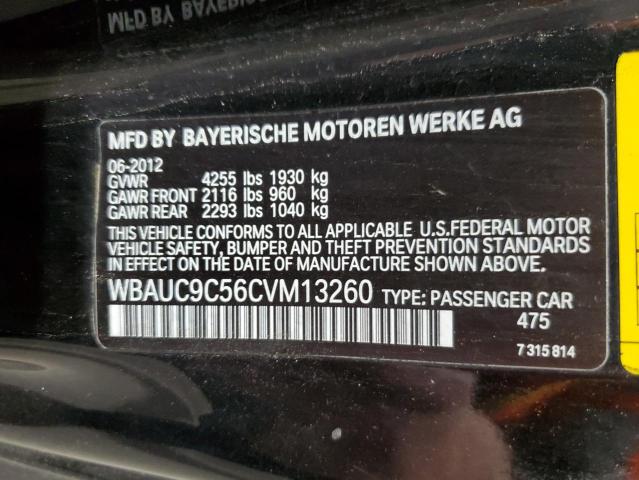 MFD BY BAYERISCHE MOTOREN WERKE AG
06-2012
GVWR 4255 lbs 1930 kg
GAWR FRONT 2116 lbs 960 kg
GAWR REAR 2293 lbs 1040 kg
THIS VEHICLE CONFORMS TO ALL APPLICABLE U.S.FEDERAL MOTOR
VEHICLE SAFETY, BUMPER AND THEFT PREVENTION STANDARDS
IN EFFECT ON THE DATE OF MANUFACTURE SHOWN ABOVE.
WBAUC9C56CVM13260 TYPE: PASSENGER CAR
475
7 315 814